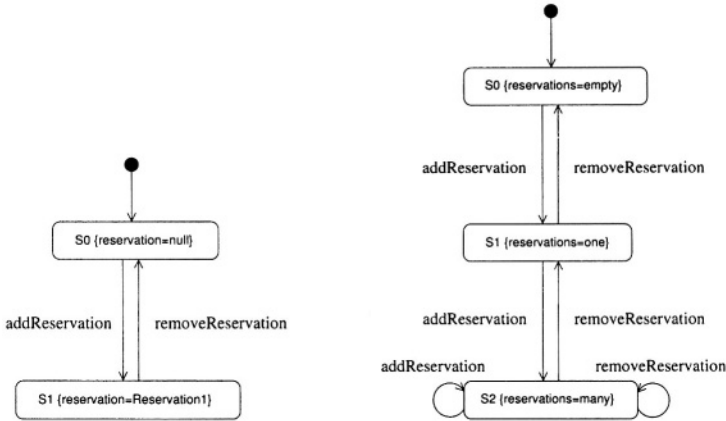 S0 {reservation=null}
addReservation
removeReservation
S1 {reservation=Reservation1}
S0 {reservations=empty}
addReservation
removeReservation
S1 {reservations=one}
addReservation
removeReservation
addReservation
removeReservation
S2 {reservations=many}